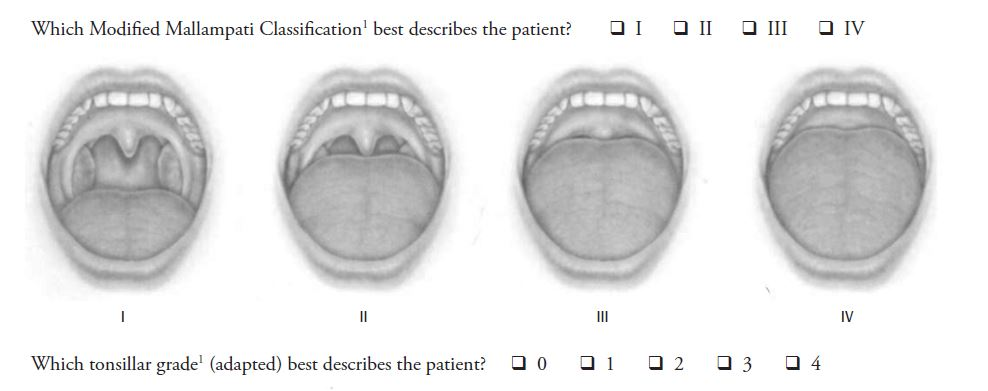 Which Modified Mallampati Classification¹ best describes the patient? ❑ I ❑ II ❑ III ❑ IV
I II III IV
Which tonsillar grade¹ (adapted) best describes the patient? ❑ 0 ❑ 1 ❑ 2 ❑ 3 ❑ 4